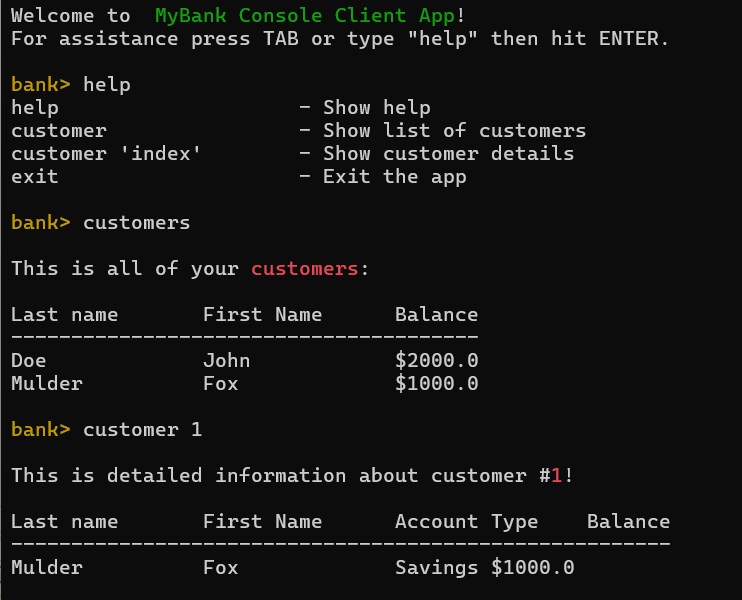 Welcome to  MyBank Console Client App!
For assistance press TAB or type "help" then hit ENTER.
bank> help
help                    - Show help
customer                - Show list of customers
customer 'index'        - Show customer details
exit                    - Exit the app
bank> customers
This is all of your customers:
Last name       First Name      Balance
---------------------------------------
Doe             John            $2000.0
Mulder          Fox             $1000.0
bank> customer 1
This is detailed information about customer #1!
Last name       First Name      Account Type    Balance
-------------------------------------------------------
Mulder          Fox             Savings $1000.0